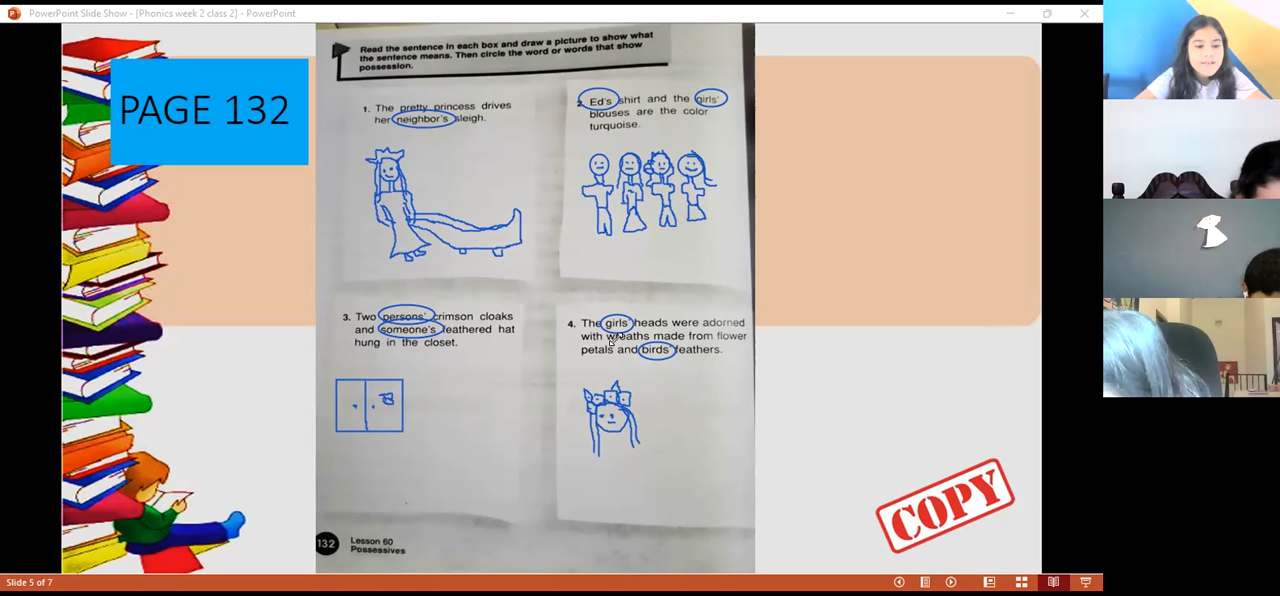 PowerPoint Slide Show - [Phonics week 2 class 2] - PowerPoint
PAGE 132
Read the sentence in each box and draw a picture to show what
the sentence means. Then circle the word or words that show
possession.
1. The pretty princess drives
her neighbor's sleigh.
2. Ed's shirt and the girls'
blouses are the color
turquoise.
3. Two persons' crimson cloaks
and someone's feathered hat
hung in the closet.
4. The girls' heads were adorned
with wreaths made from flower
petals and birds' feathers.
132
Lesson 60
Possessives
COPY
Slide 5 of 7